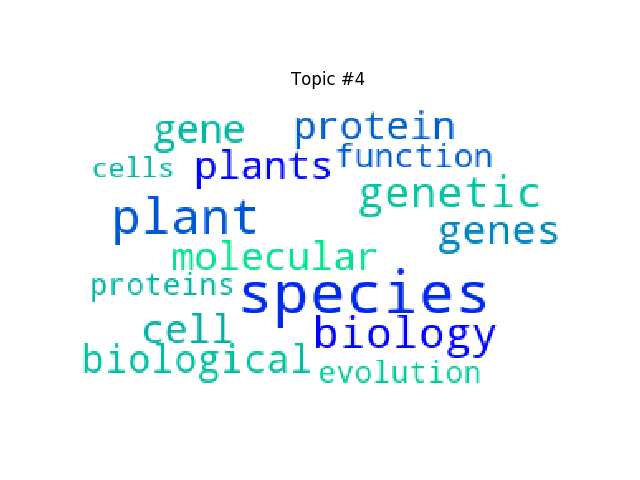 Topic #4
gene protein
cells plants function
plant genetic
genes
molecular
proteins species
cell biology
biological evolution